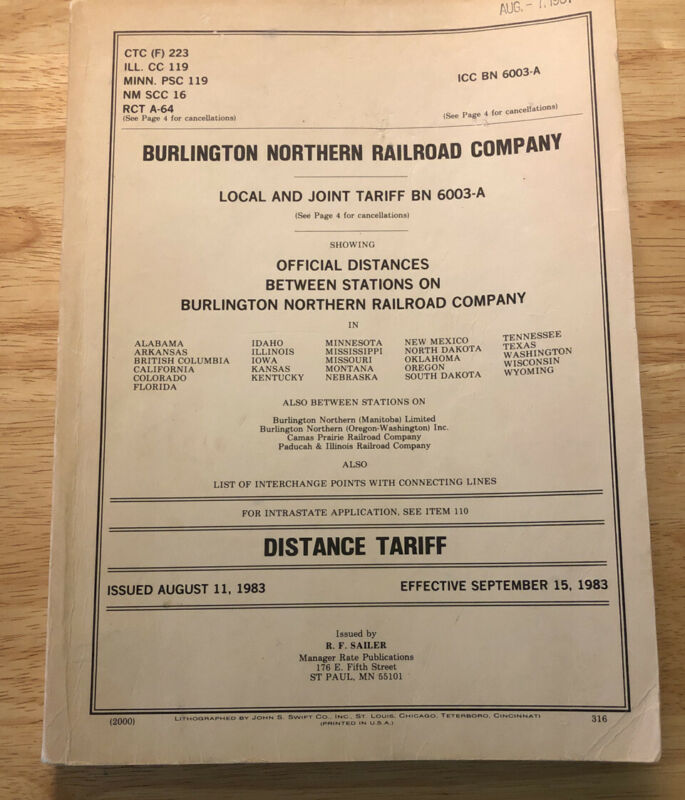 AUG. - 7, 19
CTC (F) 223
ILL. CC 119
MINN. PSC 119
NM SCC 16
RCT A-64
(See Page 4 for cancellations)
ICC BN 6003-A
(See Page 4 for cancellations)
BURLINGTON NORTHERN RAILROAD COMPANY
LOCAL AND JOINT TARIFF BN 6003-A
(See Page 4 for cancellations)
SHOWING
OFFICIAL DISTANCES
BETWEEN STATIONS ON
BURLINGTON NORTHERN RAILROAD COMPANY
IN
ALABAMA
ARKANSAS
BRITISH COLUMBIA
CALIFORNIA
COLORADO
FLORIDA
IDAHO
ILLINOIS
IOWA
KANSAS
KENTUCKY
MINNESOTA
MISSISSIPPI
MISSOURI
MONTANA
NEBRASKA
NEW MEXICO
NORTH DAKOTA
OKLAHOMA
OREGON
SOUTH DAKOTA
TENNESSEE
TEXAS
WASHINGTON
WISCONSIN
WYOMING
ALSO BETWEEN STATIONS ON
Burlington Northern (Manitoba) Limited
Burlington Northern (Oregon-Washington) Inc.
Camas Prairie Railroad Company
Paducah & Illinois Railroad Company
ALSO
LIST OF INTERCHANGE POINTS WITH CONNECTING LINES
FOR INTRASTATE APPLICATION, SEE ITEM 110
DISTANCE TARIFF
ISSUED AUGUST 11, 1983 EFFECTIVE SEPTEMBER 15, 1983
Issued by
R. F. SAILER
Manager Rate Publications
176 E. Fifth Street
ST PAUL, MN 55101
(2000) LITHOGRAPHED BY JOHN S. SWIFT CO., INC., ST. LOUIS, CHICAGO, TETERBORO, CINCINNATI 316
(PRINTED IN U.S.A.)